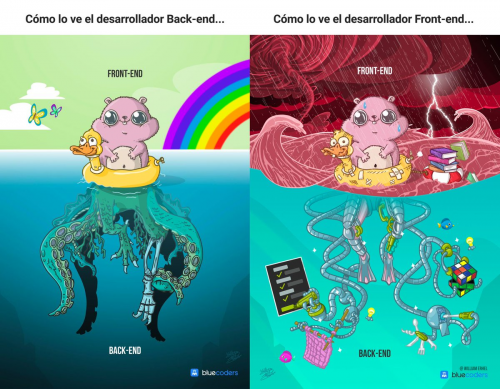 Cómo lo ve el desarrollador Back-end...
Cómo lo ve el desarrollador Front-end...
FRONT-END
FRONT-END
BACK-END
BACK-END
bluecoders
bluecoders